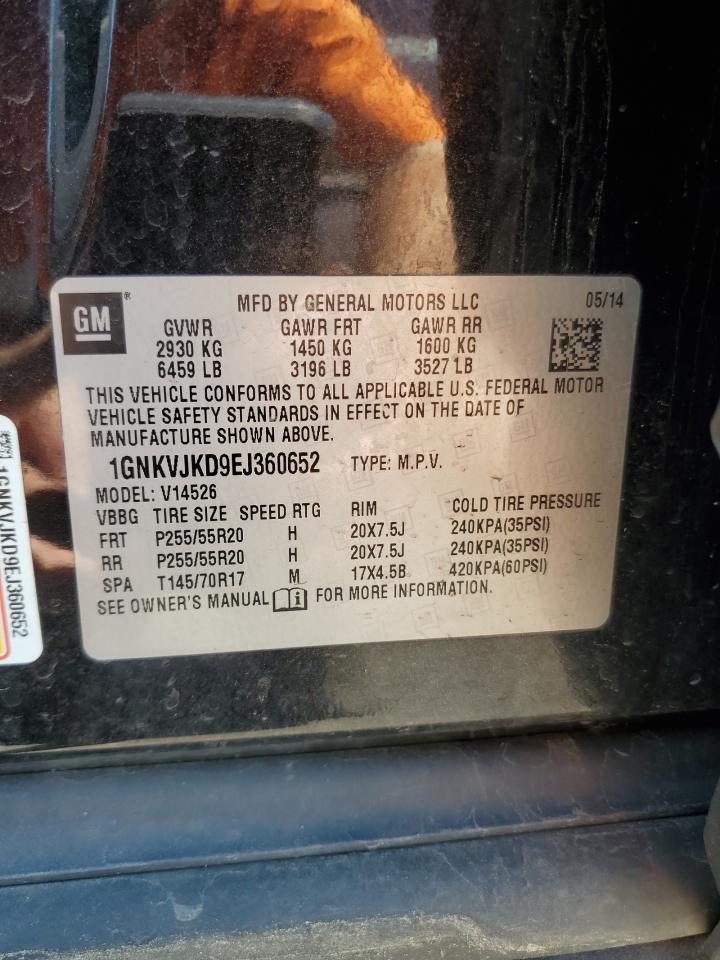 GM®
MFD BY GENERAL MOTORS LLC 05/14
GVWR GAWR FRT GAWR RR
2930 KG 1450 KG 1600 KG
6459 LB 3196 LB 3527 LB
THIS VEHICLE CONFORMS TO ALL APPLICABLE U.S. FEDERAL MOTOR
VEHICLE SAFETY STANDARDS IN EFFECT ON THE DATE OF
MANUFACTURE SHOWN ABOVE.
1GNKVJKD9EJ360652 TYPE: M.P.V.
MODEL: V14526
VBBG TIRE SIZE SPEED RTG RIM COLD TIRE PRESSURE
FRT P255/55R20 H 20X7.5J 240KPA(35PSI)
RR P255/55R20 H 20X7.5J 240KPA(35PSI)
SPA T145/70R17 M 17X4.5B 420KPA(60PSI)
SEE OWNER'S MANUAL i FOR MORE INFORMATION.
1GNKVJKD9EJ360652